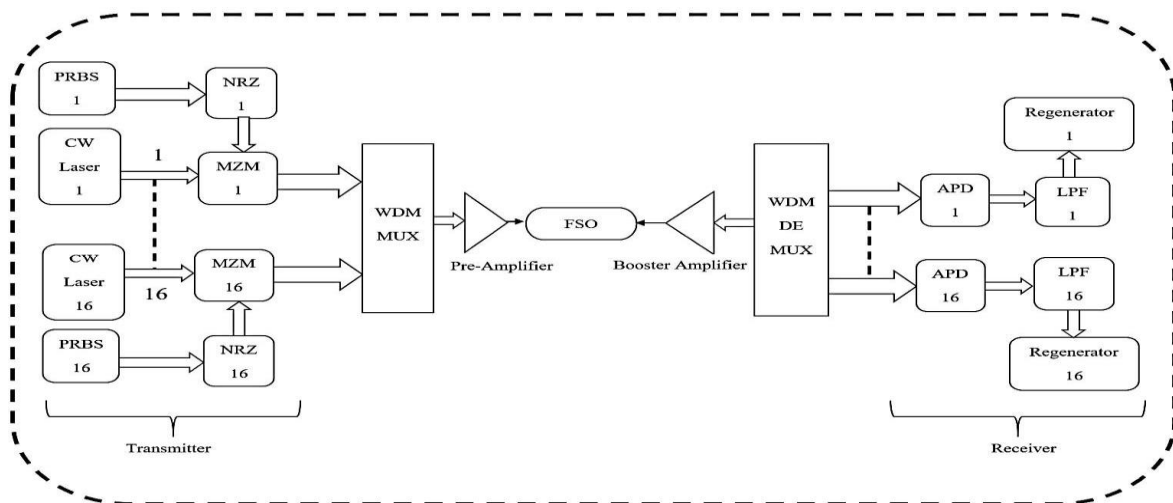 PRBS
1
NRZ
1
CW
Laser
1
1
MZM
1
CW
Laser
16
16
MZM
16
PRBS
16
NRZ
16
Transmitter
WDM
MUX
Pre-Amplifier
FSO
Booster Amplifier
WDM
DE
MUX
APD
1
LPF
1
Regenerator
1
APD
16
LPF
16
Regenerator
16
Receiver